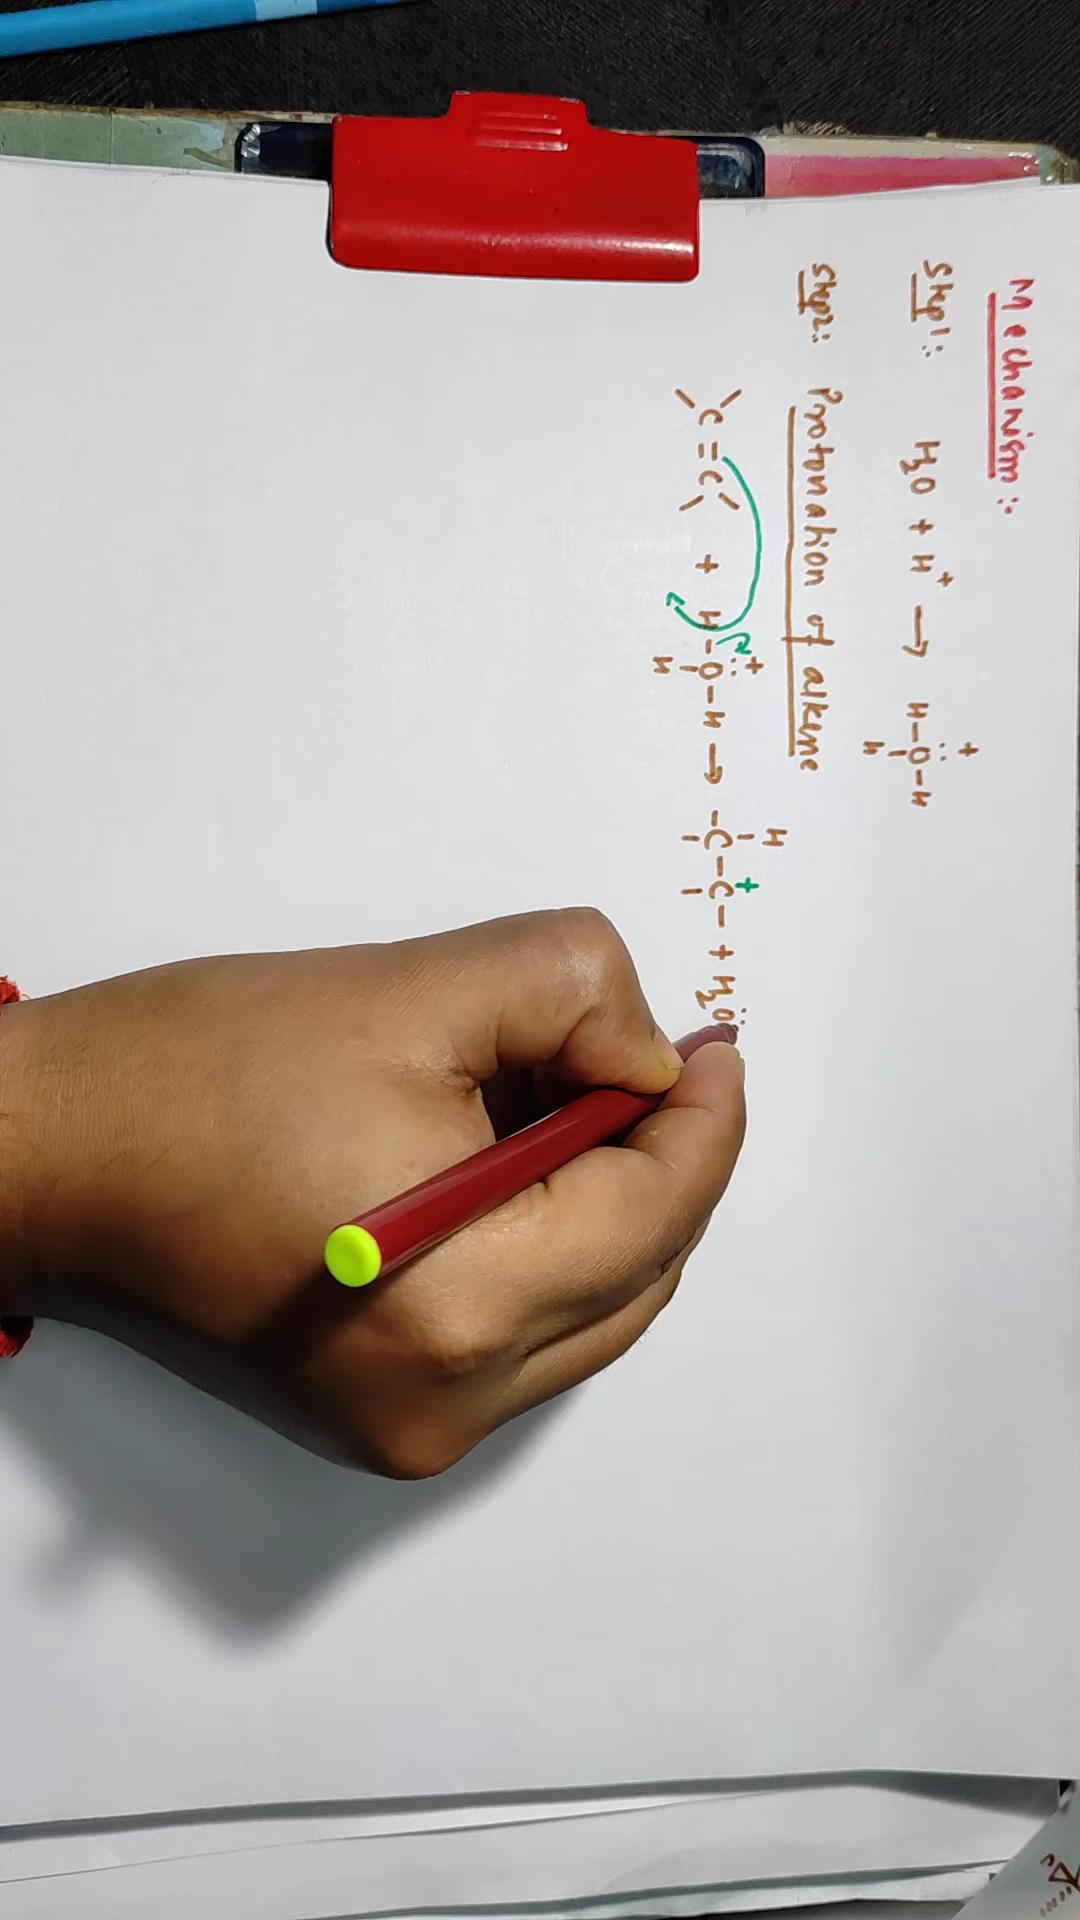 Mechanism :-
Step1:- H₂O + H⁺ → H-Ö⁺-H
H
Step2:- Protonation of alkene
H
C=C + H-Ö⁺-H → -C-C⁺- + H₂Ö
H